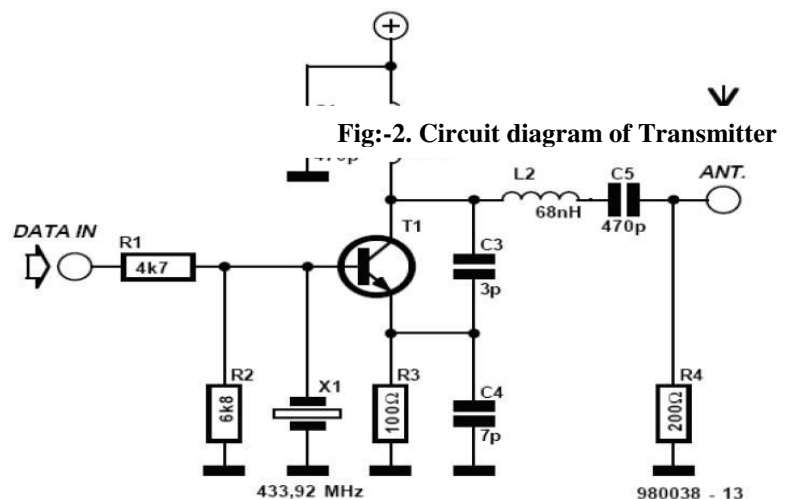 Fig:-2. Circuit diagram of Transmitter
L2
C5
ANT.
68nH
470p
DATA IN
R1
4k7
T1
C3
3p
R2
6k8
X1
R3
100Ω
C4
7p
R4
200Ω
433,92 MHz
980038 - 13